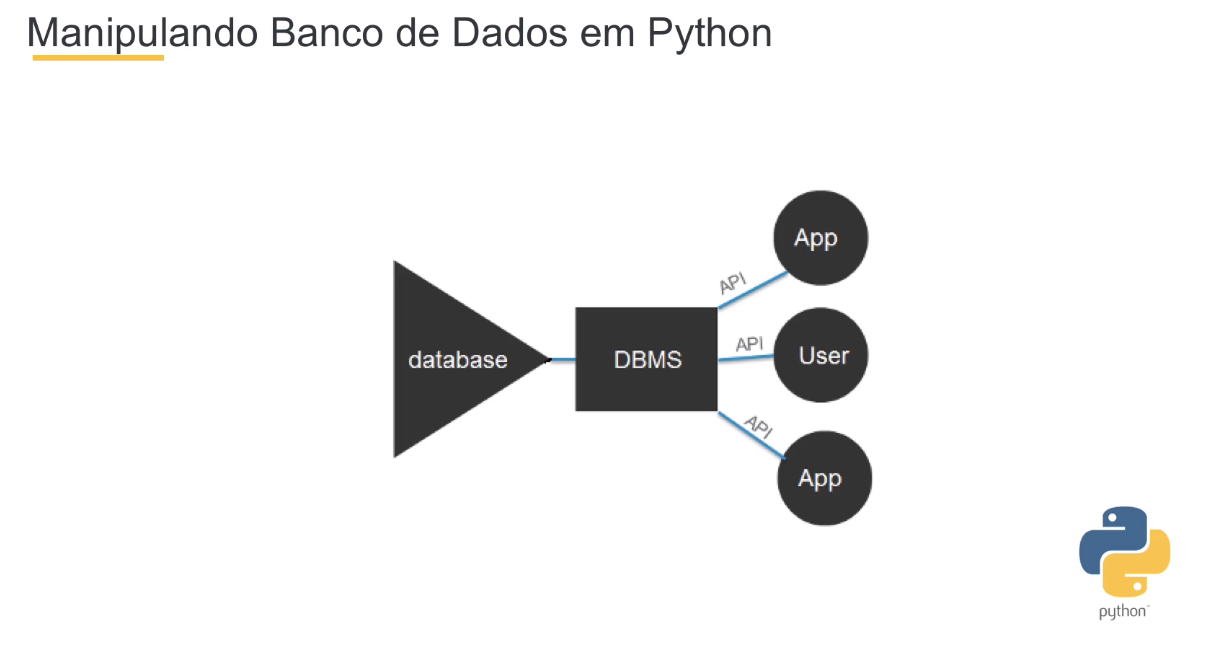 Manipulando Banco de Dados em Python
App
API
database
DBMS
API
User
API
App
python